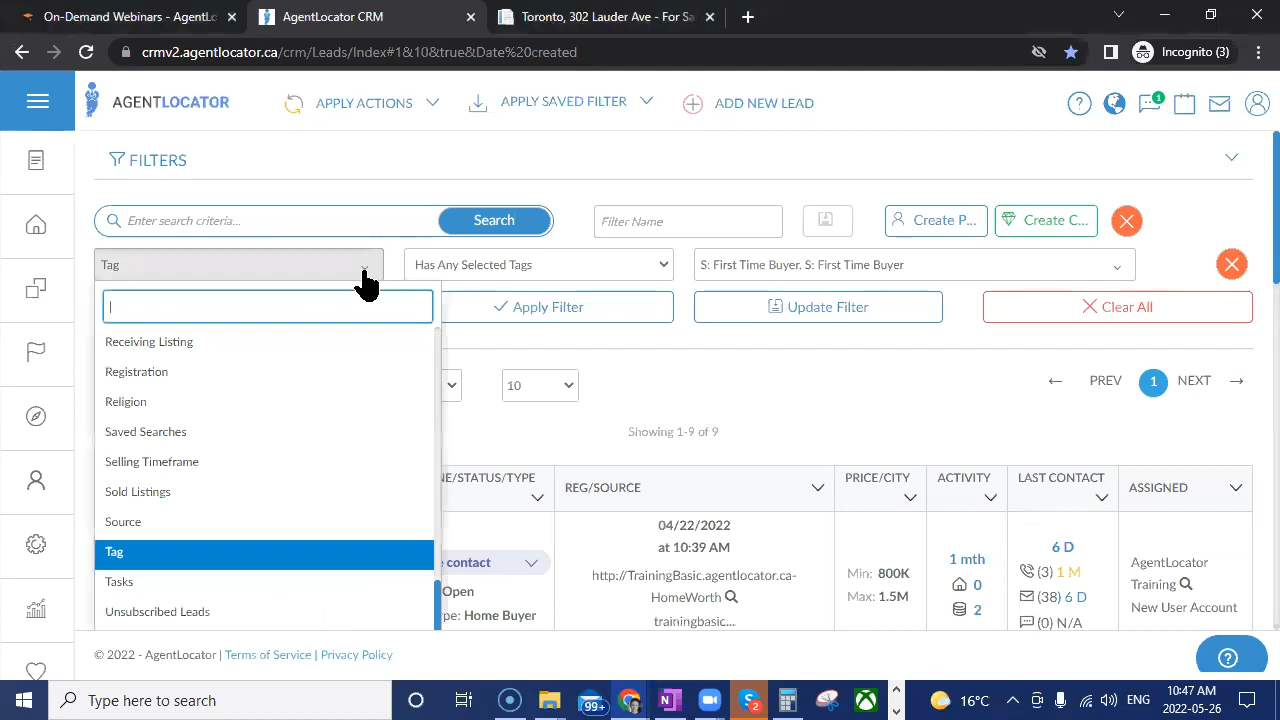 On-Demand Webinars - AgentLo
AgentLocator CRM
Toronto, 302 Lauder Ave - For Sa
crmv2.agentlocator.ca/crm/Leads/Index#1&10&true&Date%20created
Incognito (3)
AGENTLOCATOR
APPLY ACTIONS
APPLY SAVED FILTER
ADD NEW LEAD
1
FILTERS
Enter search criteria...
Search
Filter Name
Create P...
Create C...
Tag
Has Any Selected Tags
S: First Time Buyer, S: First Time Buyer
Apply Filter
Update Filter
Clear All
Receiving Listing
Registration
Religion
Saved Searches
Selling Timeframe
Sold Listings
Source
Tag
Tasks
Unsubscribed Leads
10
PREV
1
NEXT
Showing 1-9 of 9
E/STATUS/TYPE
REG/SOURCE
PRICE/CITY
ACTIVITY
LAST CONTACT
ASSIGNED
contact
Open
ype: Home Buyer
04/22/2022
at 10:39 AM
http://TrainingBasic.agentlocator.ca-
HomeWorth
trainingbasic...
Min: 800K
Max: 1.5M
1 mth
0
2
6 D
(3) 1 M
(38) 6 D
(0) N/A
AgentLocator
Training
New User Account
© 2022 - AgentLocator | Terms of Service | Privacy Policy
Type here to search
99+
2
16°C
ENG
10:47 AM
2022-05-26